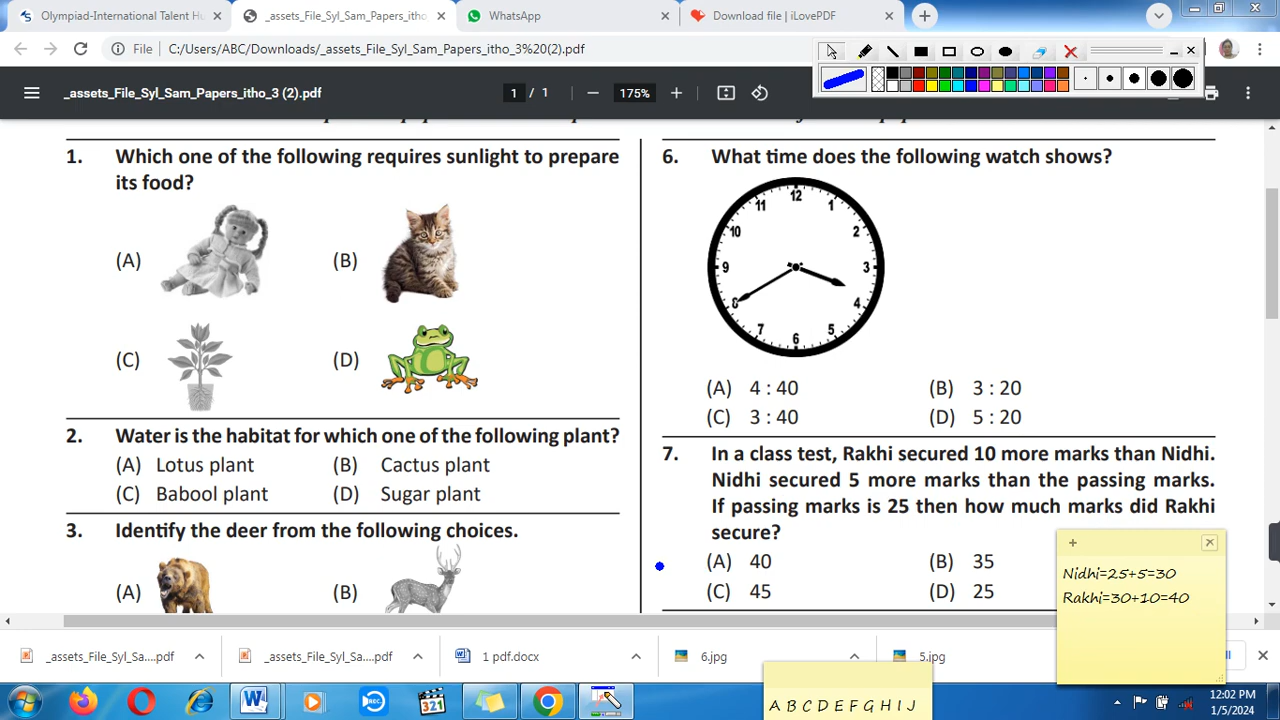 Olympiad-International Talent Hu
_assets_File_Syl_Sam_Papers_itho
WhatsApp
Download file | iLovePDF
File
C:/Users/ABC/Downloads/_assets_File_Syl_Sam_Papers_itho_3%20(2).pdf
_assets_File_Syl_Sam_Papers_itho_3 (2).pdf
1 / 1
175%
1. Which one of the following requires sunlight to prepare
its food?
(A)
(B)
(C)
(D)
2. Water is the habitat for which one of the following plant?
(A) Lotus plant (B) Cactus plant
(C) Babool plant (D) Sugar plant
3. Identify the deer from the following choices.
(A)
(B)
6. What time does the following watch shows?
12
11 1
10 2
9 3
8 4
7 5
6
(A) 4 : 40 (B) 3 : 20
(C) 3 : 40 (D) 5 : 20
7. In a class test, Rakhi secured 10 more marks than Nidhi.
Nidhi secured 5 more marks than the passing marks.
If passing marks is 25 then how much marks did Rakhi
secure?
(A) 40 (B) 35
(C) 45 (D) 25
Nidhi=25+5=30
Rakhi=30+10=40
_assets_File_Syl_Sa....pdf
_assets_File_Syl_Sa....pdf
1 pdf.docx
6.jpg
5.jpg
A B C D E F G H I J
REC
321
12:02 PM
1/5/2024